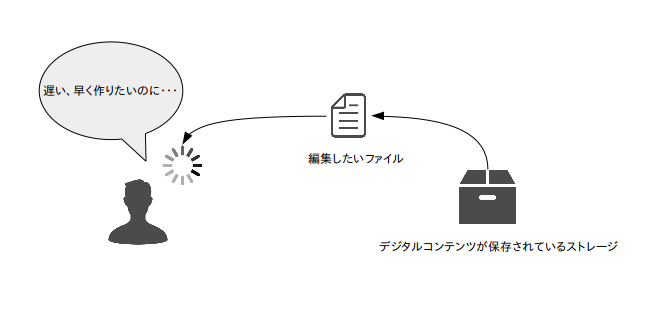 遅い、早く作りたいのに･･･
編集したいファイル
デジタルコンテンツが保存されているストレージ